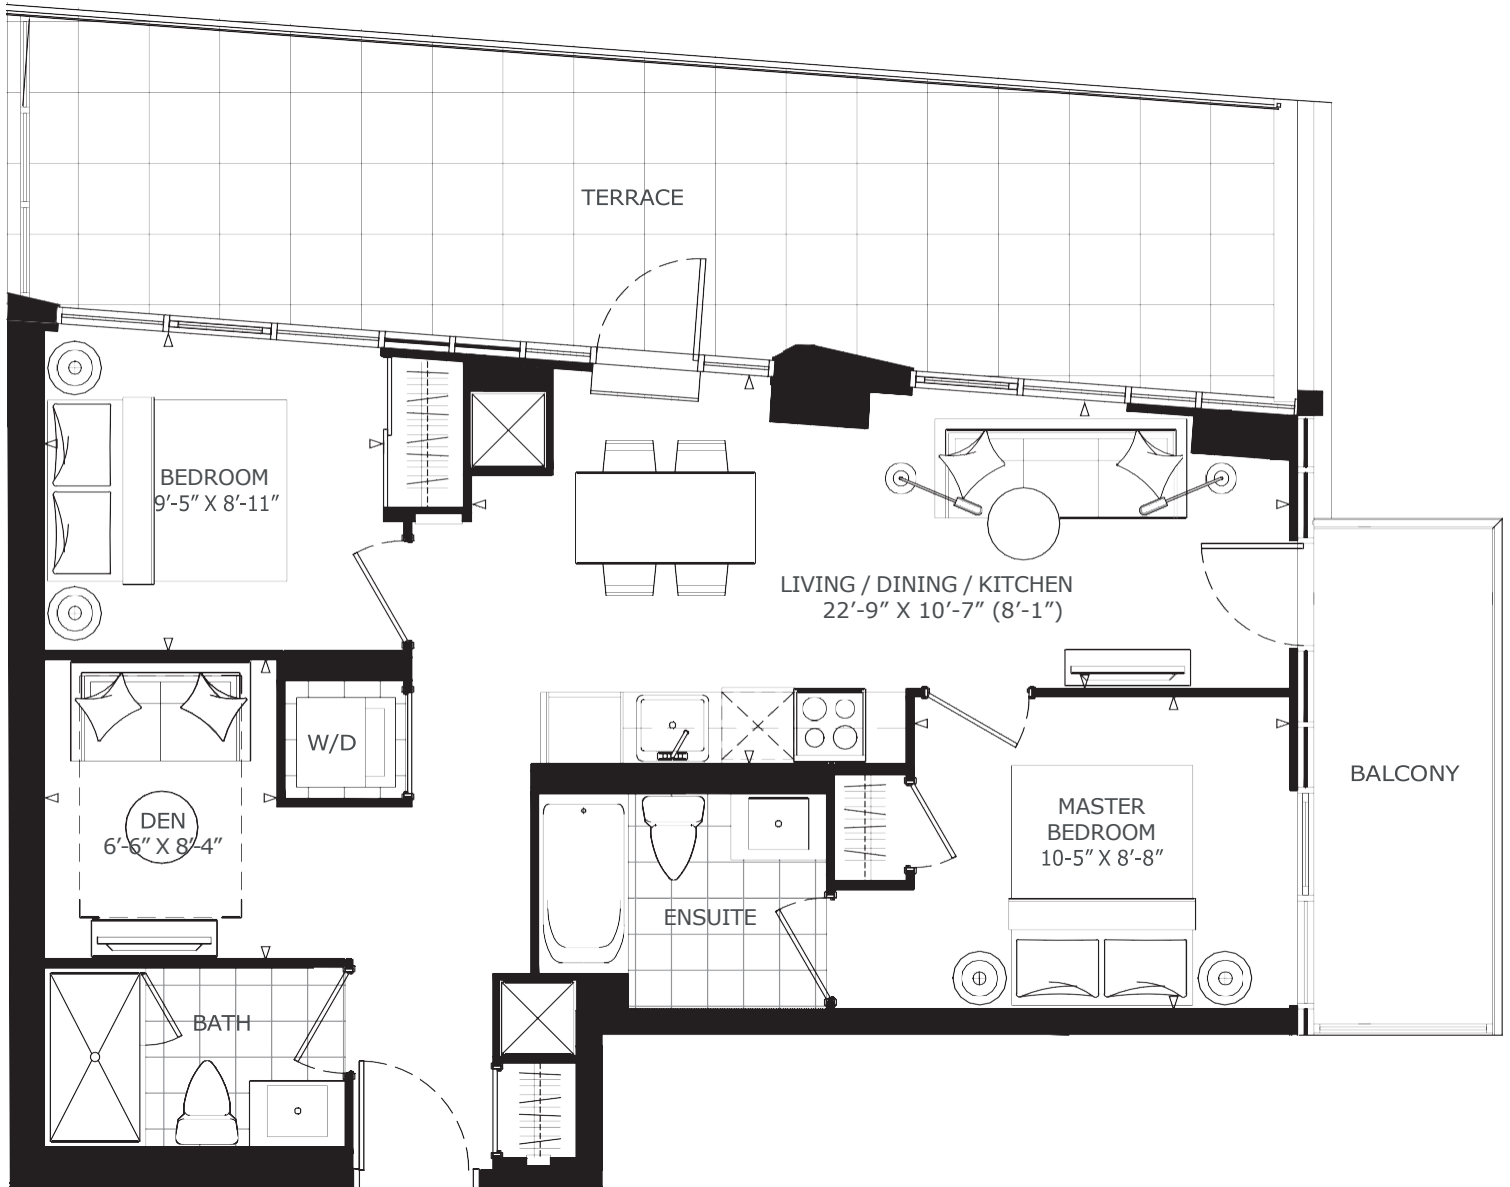 TERRACE
BEDROOM
9′-5″ X 8′-11″
LIVING / DINING / KITCHEN
22′-9″ X 10′-7″ (8′-1″)
W/D
BALCONY
MASTER
BEDROOM
10-5″ X 8′-8″
DEN
6′-6″ X 8′-4″
ENSUITE
BATH